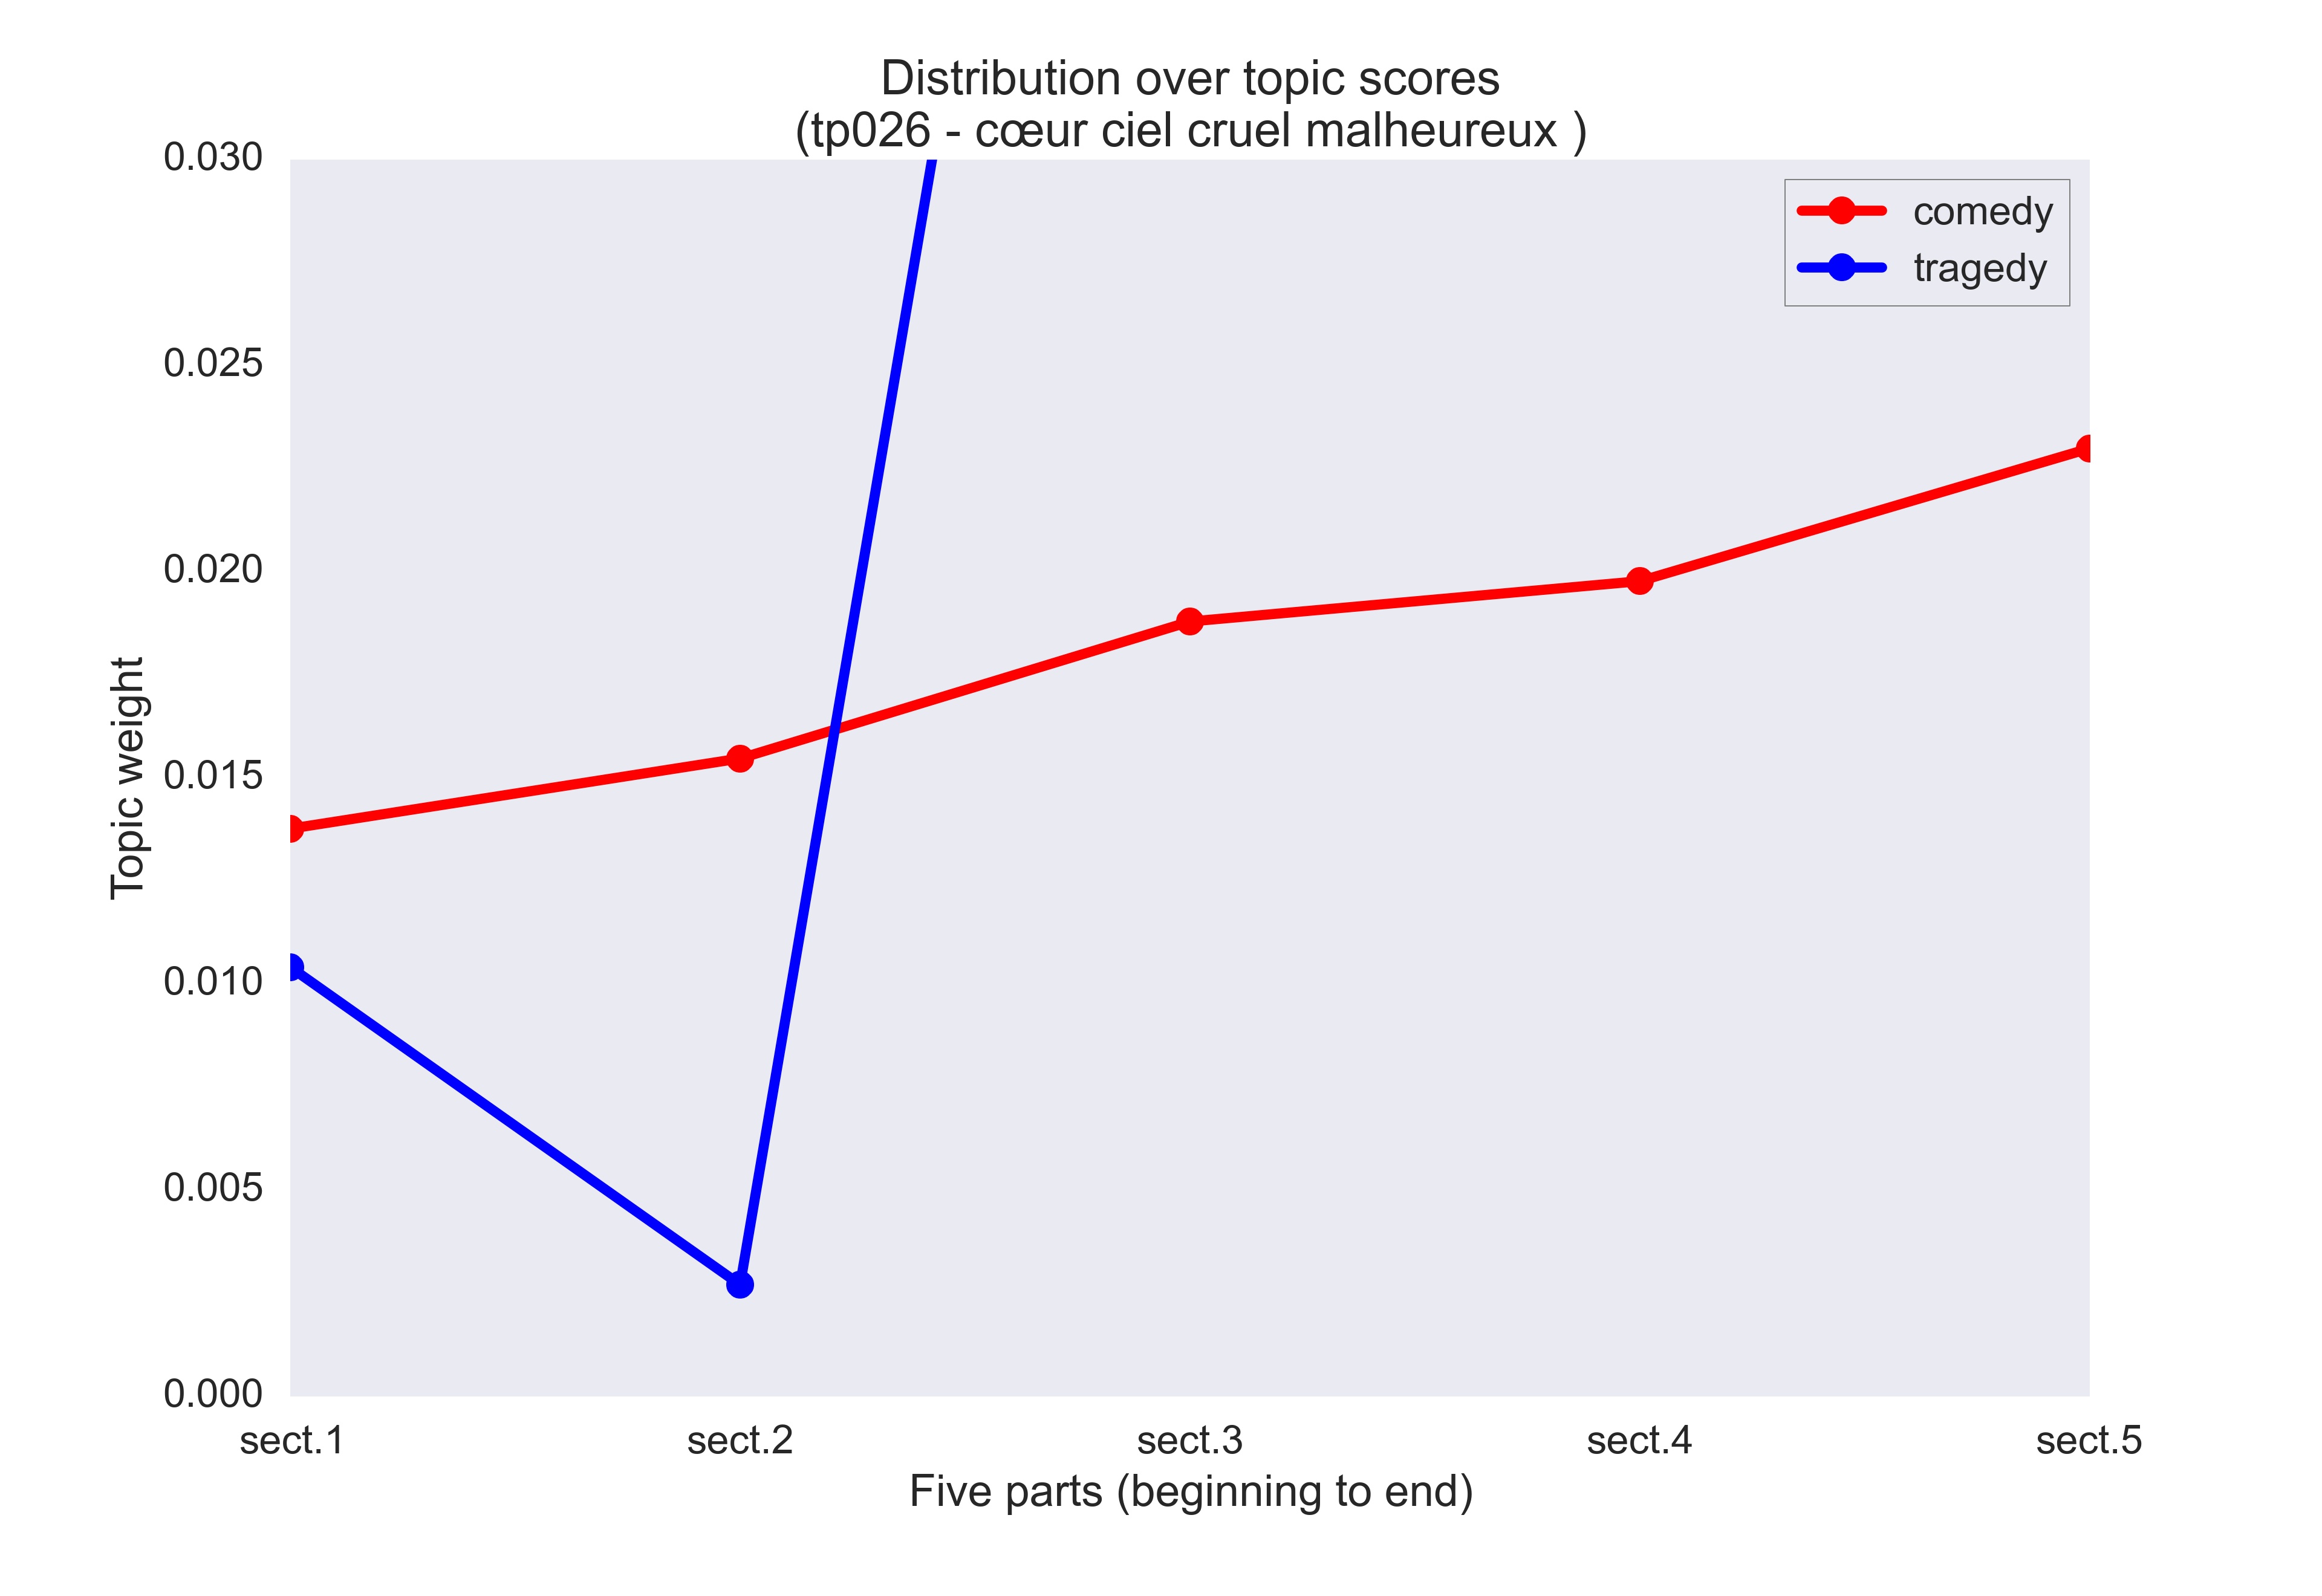 Distribution over topic scores
(tp026 - cœur ciel cruel malheureux )
0.030
0.025
0.020
0.015
0.010
0.005
0.000
Topic weight
comedy
tragedy
sect.1 sect.2 sect.3 sect.4 sect.5
Five parts (beginning to end)